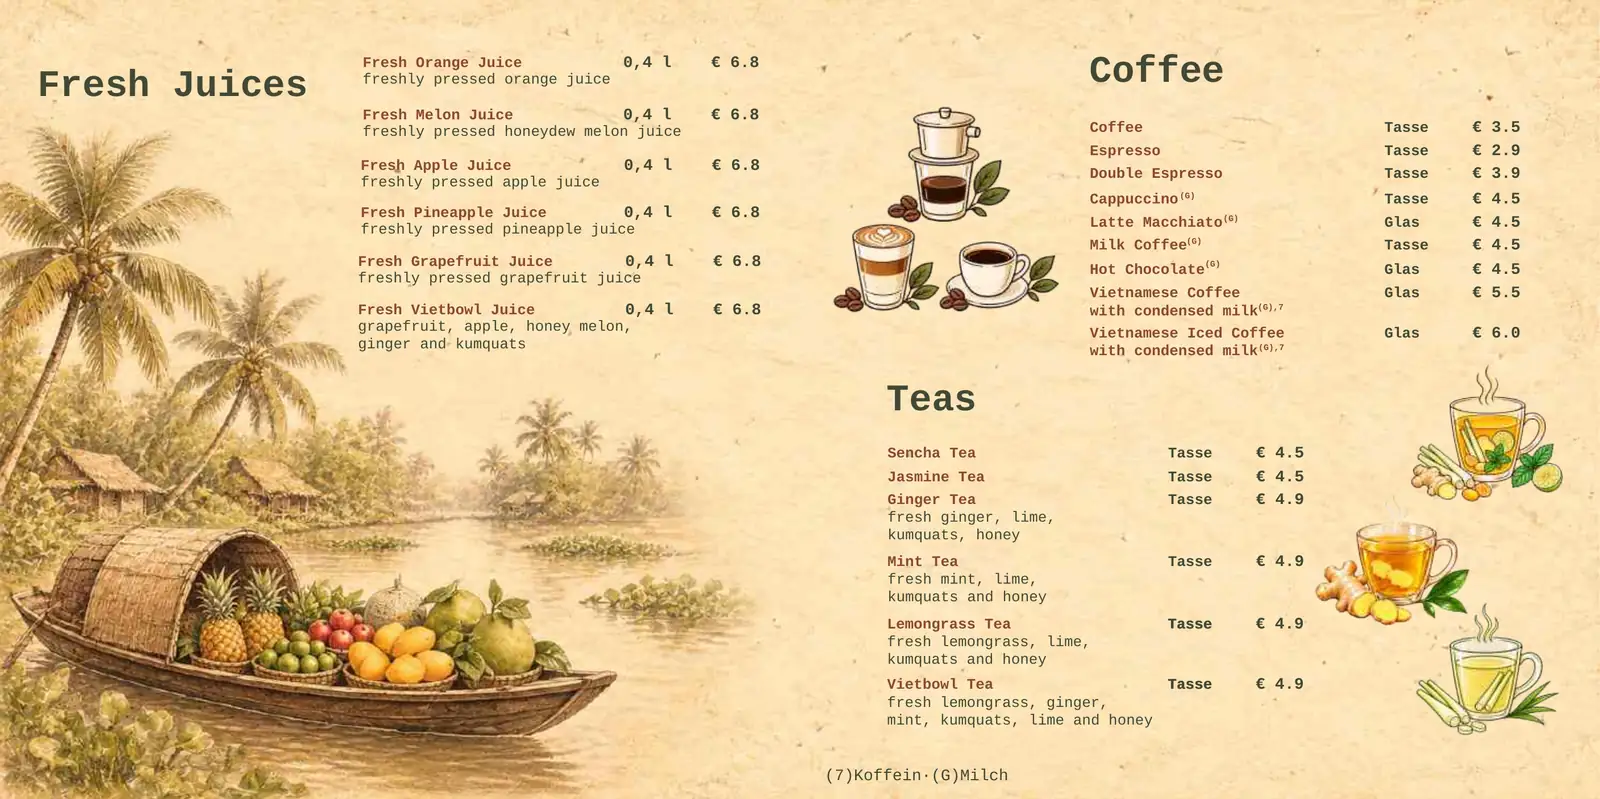 Fresh Juices
Fresh Orange Juice 0,4 l € 6.8
freshly pressed orange juice
Fresh Melon Juice 0,4 l € 6.8
freshly pressed honeydew melon juice
Fresh Apple Juice 0,4 l € 6.8
freshly pressed apple juice
Fresh Pineapple Juice 0,4 l € 6.8
freshly pressed pineapple juice
Fresh Grapefruit Juice 0,4 l € 6.8
freshly pressed grapefruit juice
Fresh Vietbowl Juice 0,4 l € 6.8
grapefruit, apple, honey melon,
ginger and kumquats
Coffee
Coffee Tasse € 3.5
Espresso Tasse € 2.9
Double Espresso Tasse € 3.9
Cappuccino(G) Tasse € 4.5
Latte Macchiato(G) Glas € 4.5
Milk Coffee(G) Tasse € 4.5
Hot Chocolate(G) Glas € 4.5
Vietnamese Coffee Glas € 5.5
with condensed milk(G),7
Vietnamese Iced Coffee Glas € 6.0
with condensed milk(G),7
Teas
Sencha Tea Tasse € 4.5
Jasmine Tea Tasse € 4.5
Ginger Tea Tasse € 4.9
fresh ginger, lime,
kumquats, honey
Mint Tea Tasse € 4.9
fresh mint, lime,
kumquats and honey
Lemongrass Tea Tasse € 4.9
fresh lemongrass, lime,
kumquats and honey
Vietbowl Tea Tasse € 4.9
fresh lemongrass, ginger,
mint, kumquats, lime and honey
(7)Koffein·(G)Milch